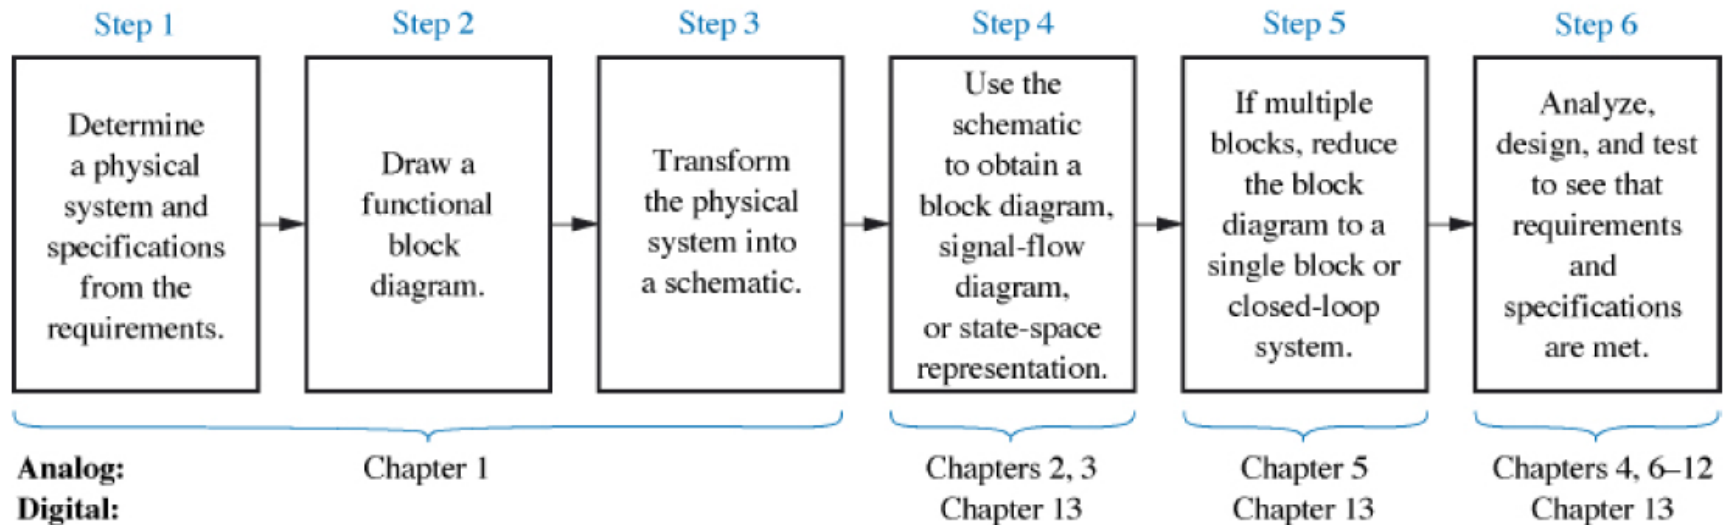 Step 1
Determine
a physical
system and
specifications
from the
requirements.
Step 2
Draw a
functional
block
diagram.
Step 3
Transform
the physical
system into
a schematic.
Step 4
Use the
schematic
to obtain a
block diagram,
signal-flow
diagram,
or state-space
representation.
Step 5
If multiple
blocks, reduce
the block
diagram to a
single block or
closed-loop
system.
Step 6
Analyze,
design, and test
to see that
requirements
and
specifications
are met.
Analog: Chapter 1 Chapters 2, 3 Chapter 5 Chapters 4, 6–12
Digital: Chapter 13 Chapter 13 Chapter 13